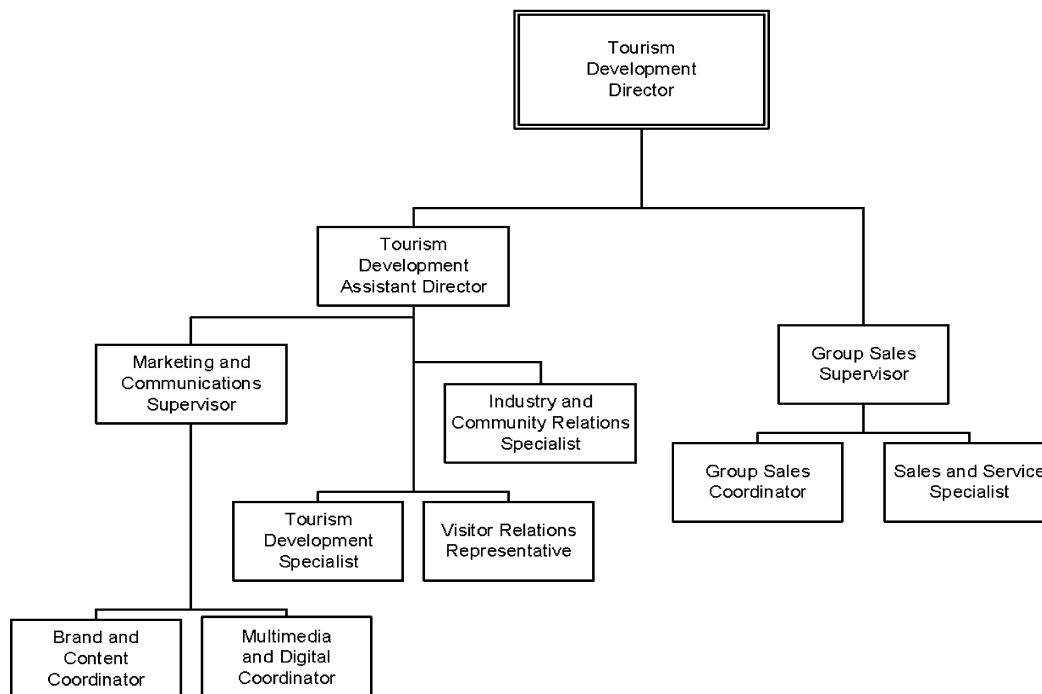 Tourism
Development
Director
Tourism
Development
Assistant Director
Marketing and
Communications
Supervisor
Group Sales
Supervisor
Industry and
Community Relations
Specialist
Group Sales
Coordinator
Sales and Service
Specialist
Tourism
Development
Specialist
Visitor Relations
Representative
Brand and
Content
Coordinator
Multimedia
and Digital
Coordinator